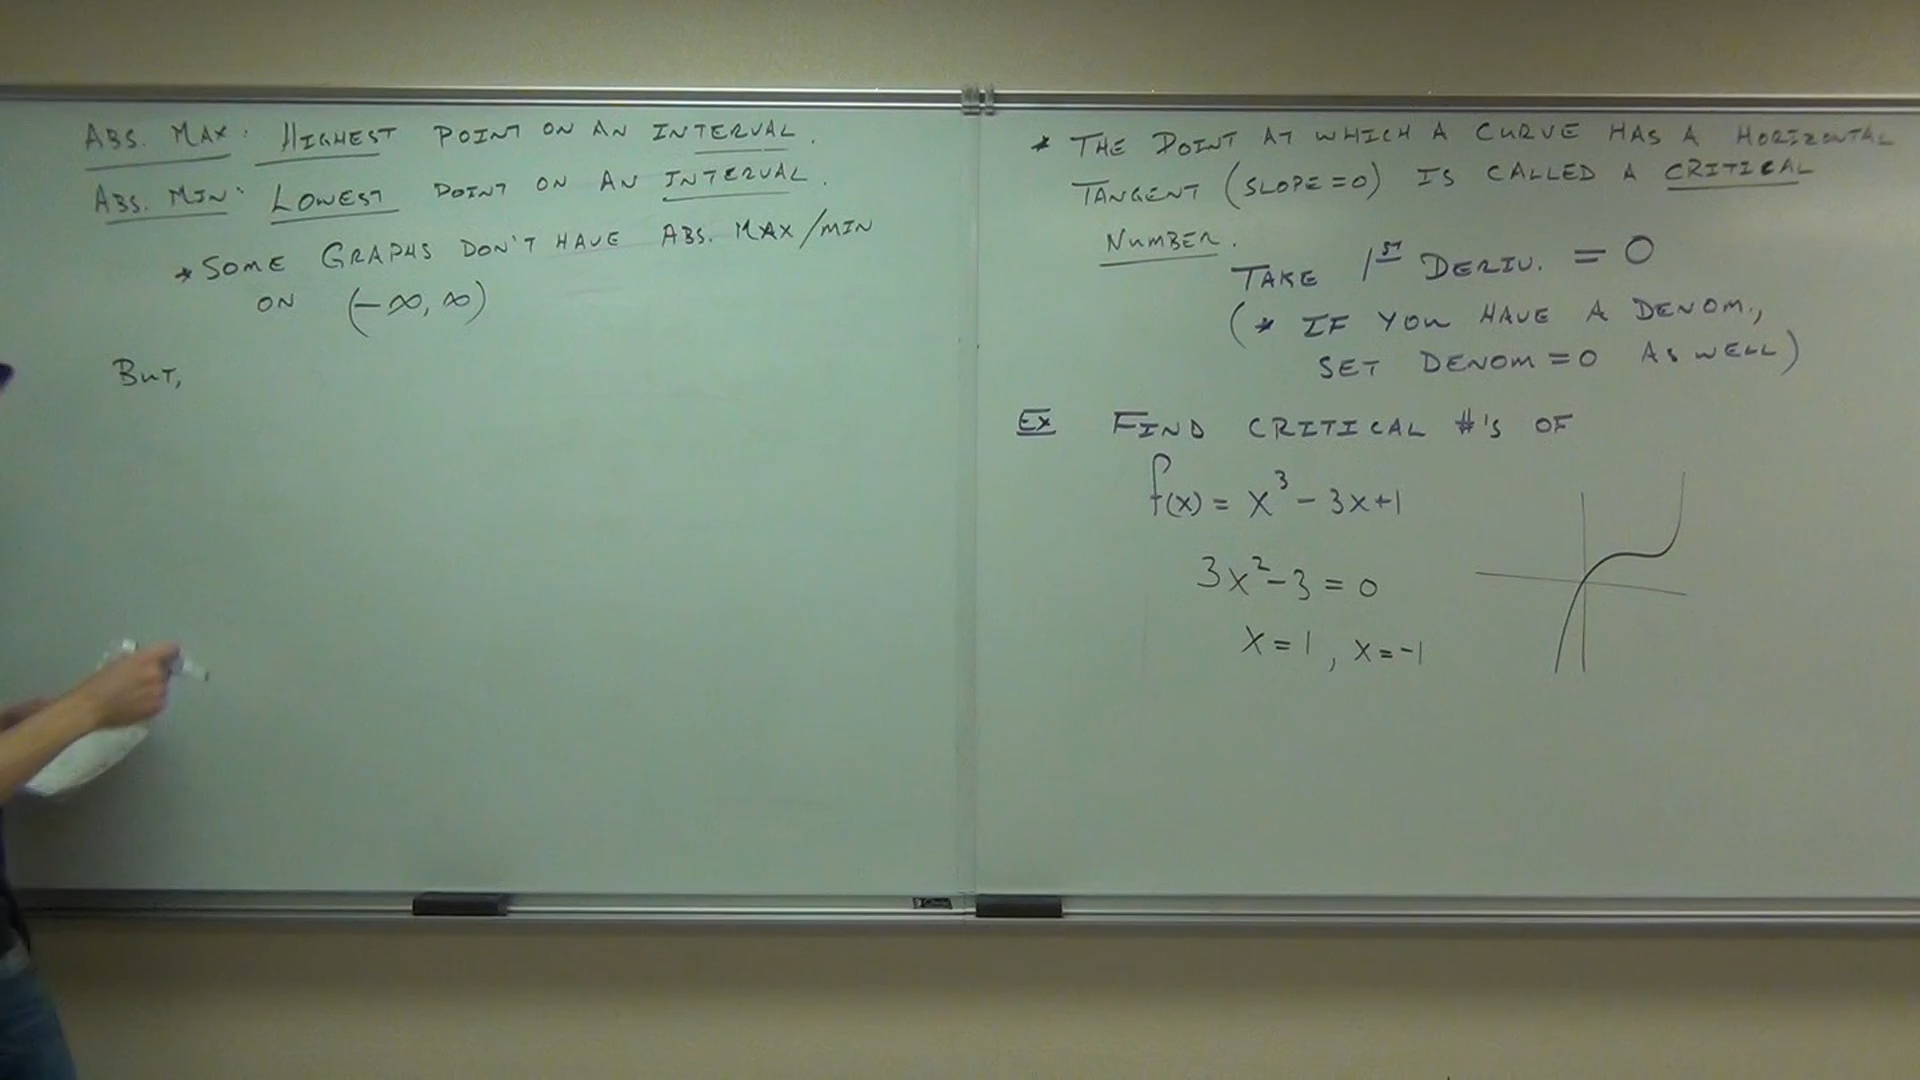 ABS. MAX: HIGHEST POINT ON AN INTERVAL.
ABS. MIN: LOWEST POINT ON AN INTERVAL.
* SOME GRAPHS DON'T HAVE ABS. MAX/MIN
ON (-∞, ∞)
BUT,
* THE POINT AT WHICH A CURVE HAS A HORIZONTAL
TANGENT (SLOPE=0) IS CALLED A CRITICAL
NUMBER.
TAKE 1ST DERIV. = 0
(* IF YOU HAVE A DENOM.,
SET DENOM=0 AS WELL)
EX FIND CRITICAL #'S OF
f(x) = x³ - 3x+1
3x²-3 = 0
x = 1, x = -1